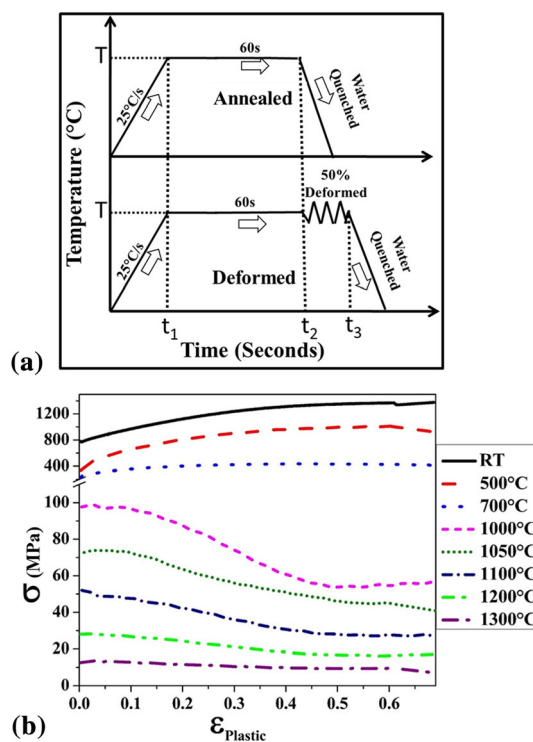 T
60s
25°C/s
Annealed
Water
Quenched
50%
Deformed
T
60s
25°C/s
Deformed
Water
Quenched
Temperature (°C)
t1
t2
t3
Time (Seconds)
(a)
1200
800
400
100
80
60
40
20
0
σ (MPa)
0.0
0.1
0.2
0.3
0.4
0.5
0.6
εPlastic
RT
500°C
700°C
1000°C
1050°C
1100°C
1200°C
1300°C
(b)